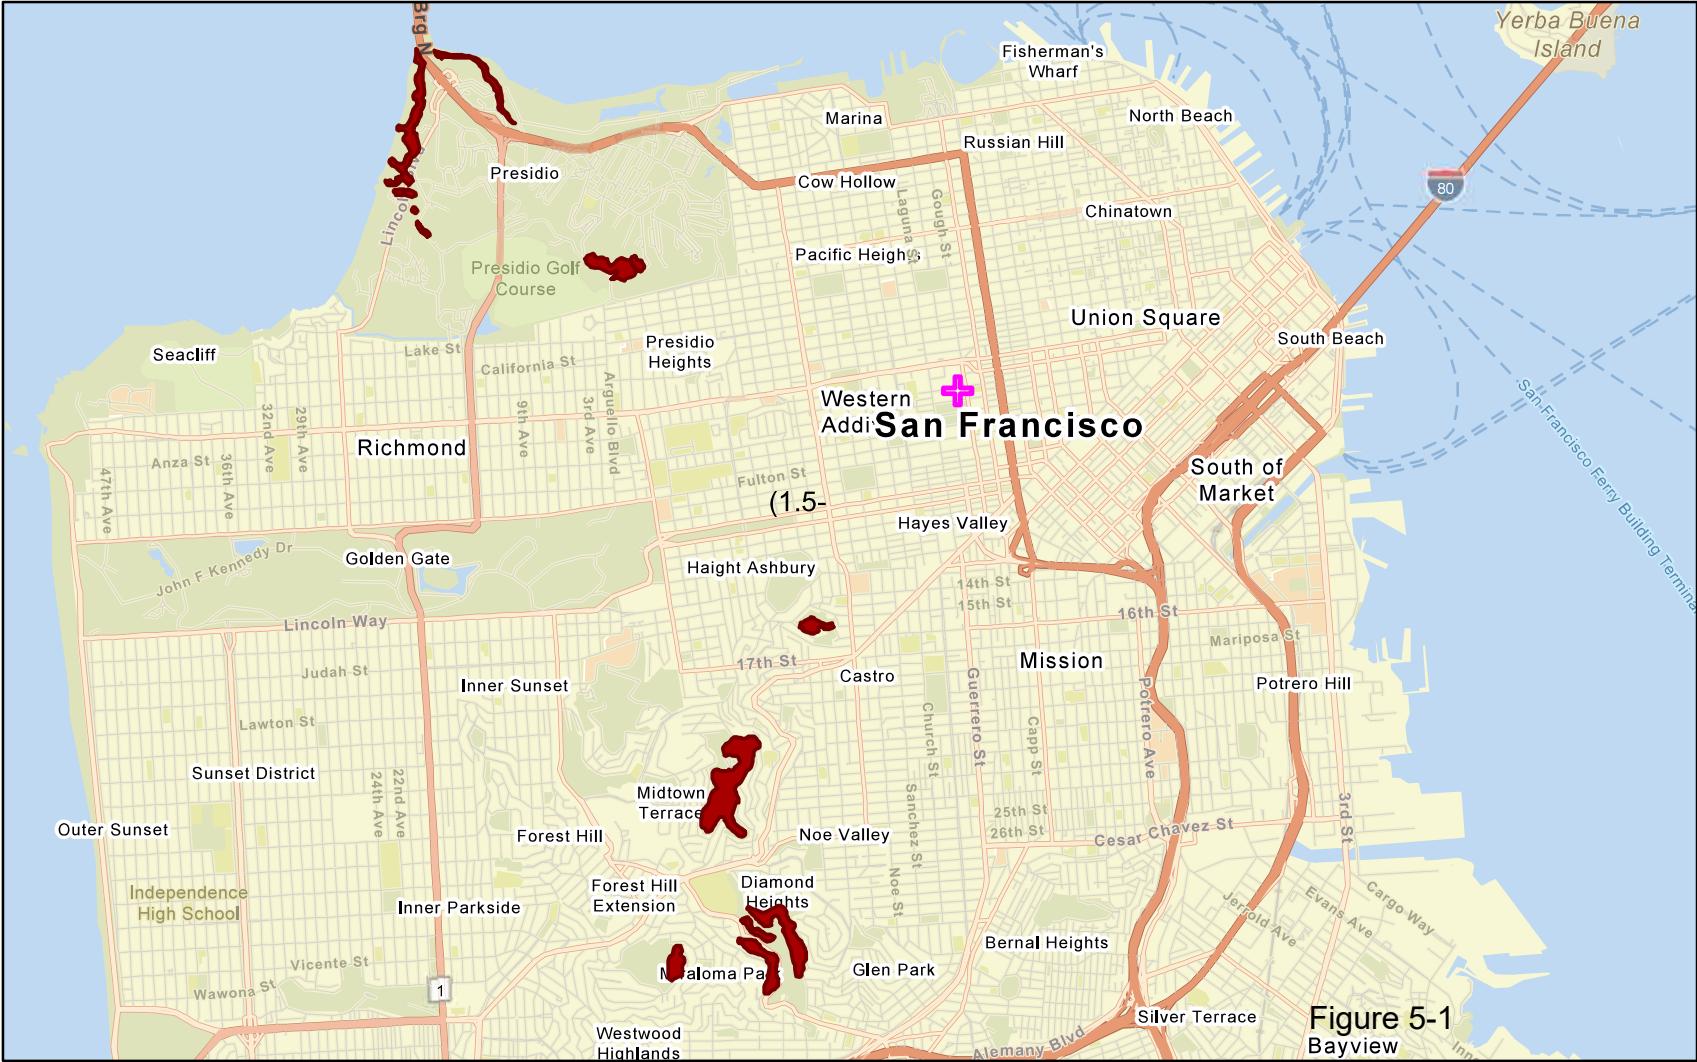 Brg N
Yerba Buena
Island
Fisherman's
Wharf
Marina
North Beach
Russian Hill
Presidio
Cow Hollow
80
Chinatown
Laguna St
Gough St
Lincoln
Pacific Heights
Presidio Golf
Course
Union Square
South Beach
Seacliff
Lake St
California St
Presidio
Heights
San Francisco Ferry Building Termina
Western
Addi
San Francisco
32nd Ave
29th Ave
9th Ave
3rd Ave
Arguello Blvd
Richmond
Anza St
47th Ave
36th Ave
Fulton St
South of
Market
(1.5-
Hayes Valley
John F Kennedy Dr
Golden Gate
Haight Ashbury
14th St
15th St
16th St
Lincoln Way
Mariposa St
Judah St
17th St
Castro
Mission
Inner Sunset
Potrero Hill
Guerrero St
Potrero Ave
Lawton St
Church St
Capp St
Sunset District
22nd Ave
24th Ave
Midtown
Terrace
Sanchez St
25th St
26th St
3rd St
Outer Sunset
Forest Hill
Noe Valley
Cesar Chavez St
Independence
High School
Forest Hill
Extension
Diamond
Heights
Noe St
Inner Parkside
Jerrold Ave
Evans Ave
Cargo Way
Bernal Heights
Vicente St
Miraloma Park
Glen Park
Wawona St
1
Silver Terrace
Figure 5-1
Westwood
Highlands
Alemany Blvd
Bayview